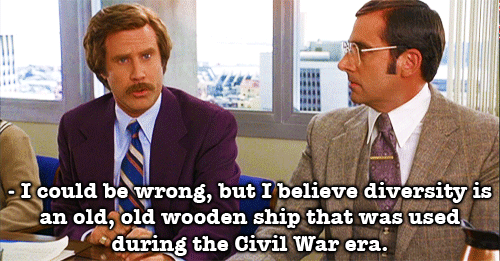 - I could be wrong, but I believe diversity is
an old, old wooden ship that was used
during the Civil War era.